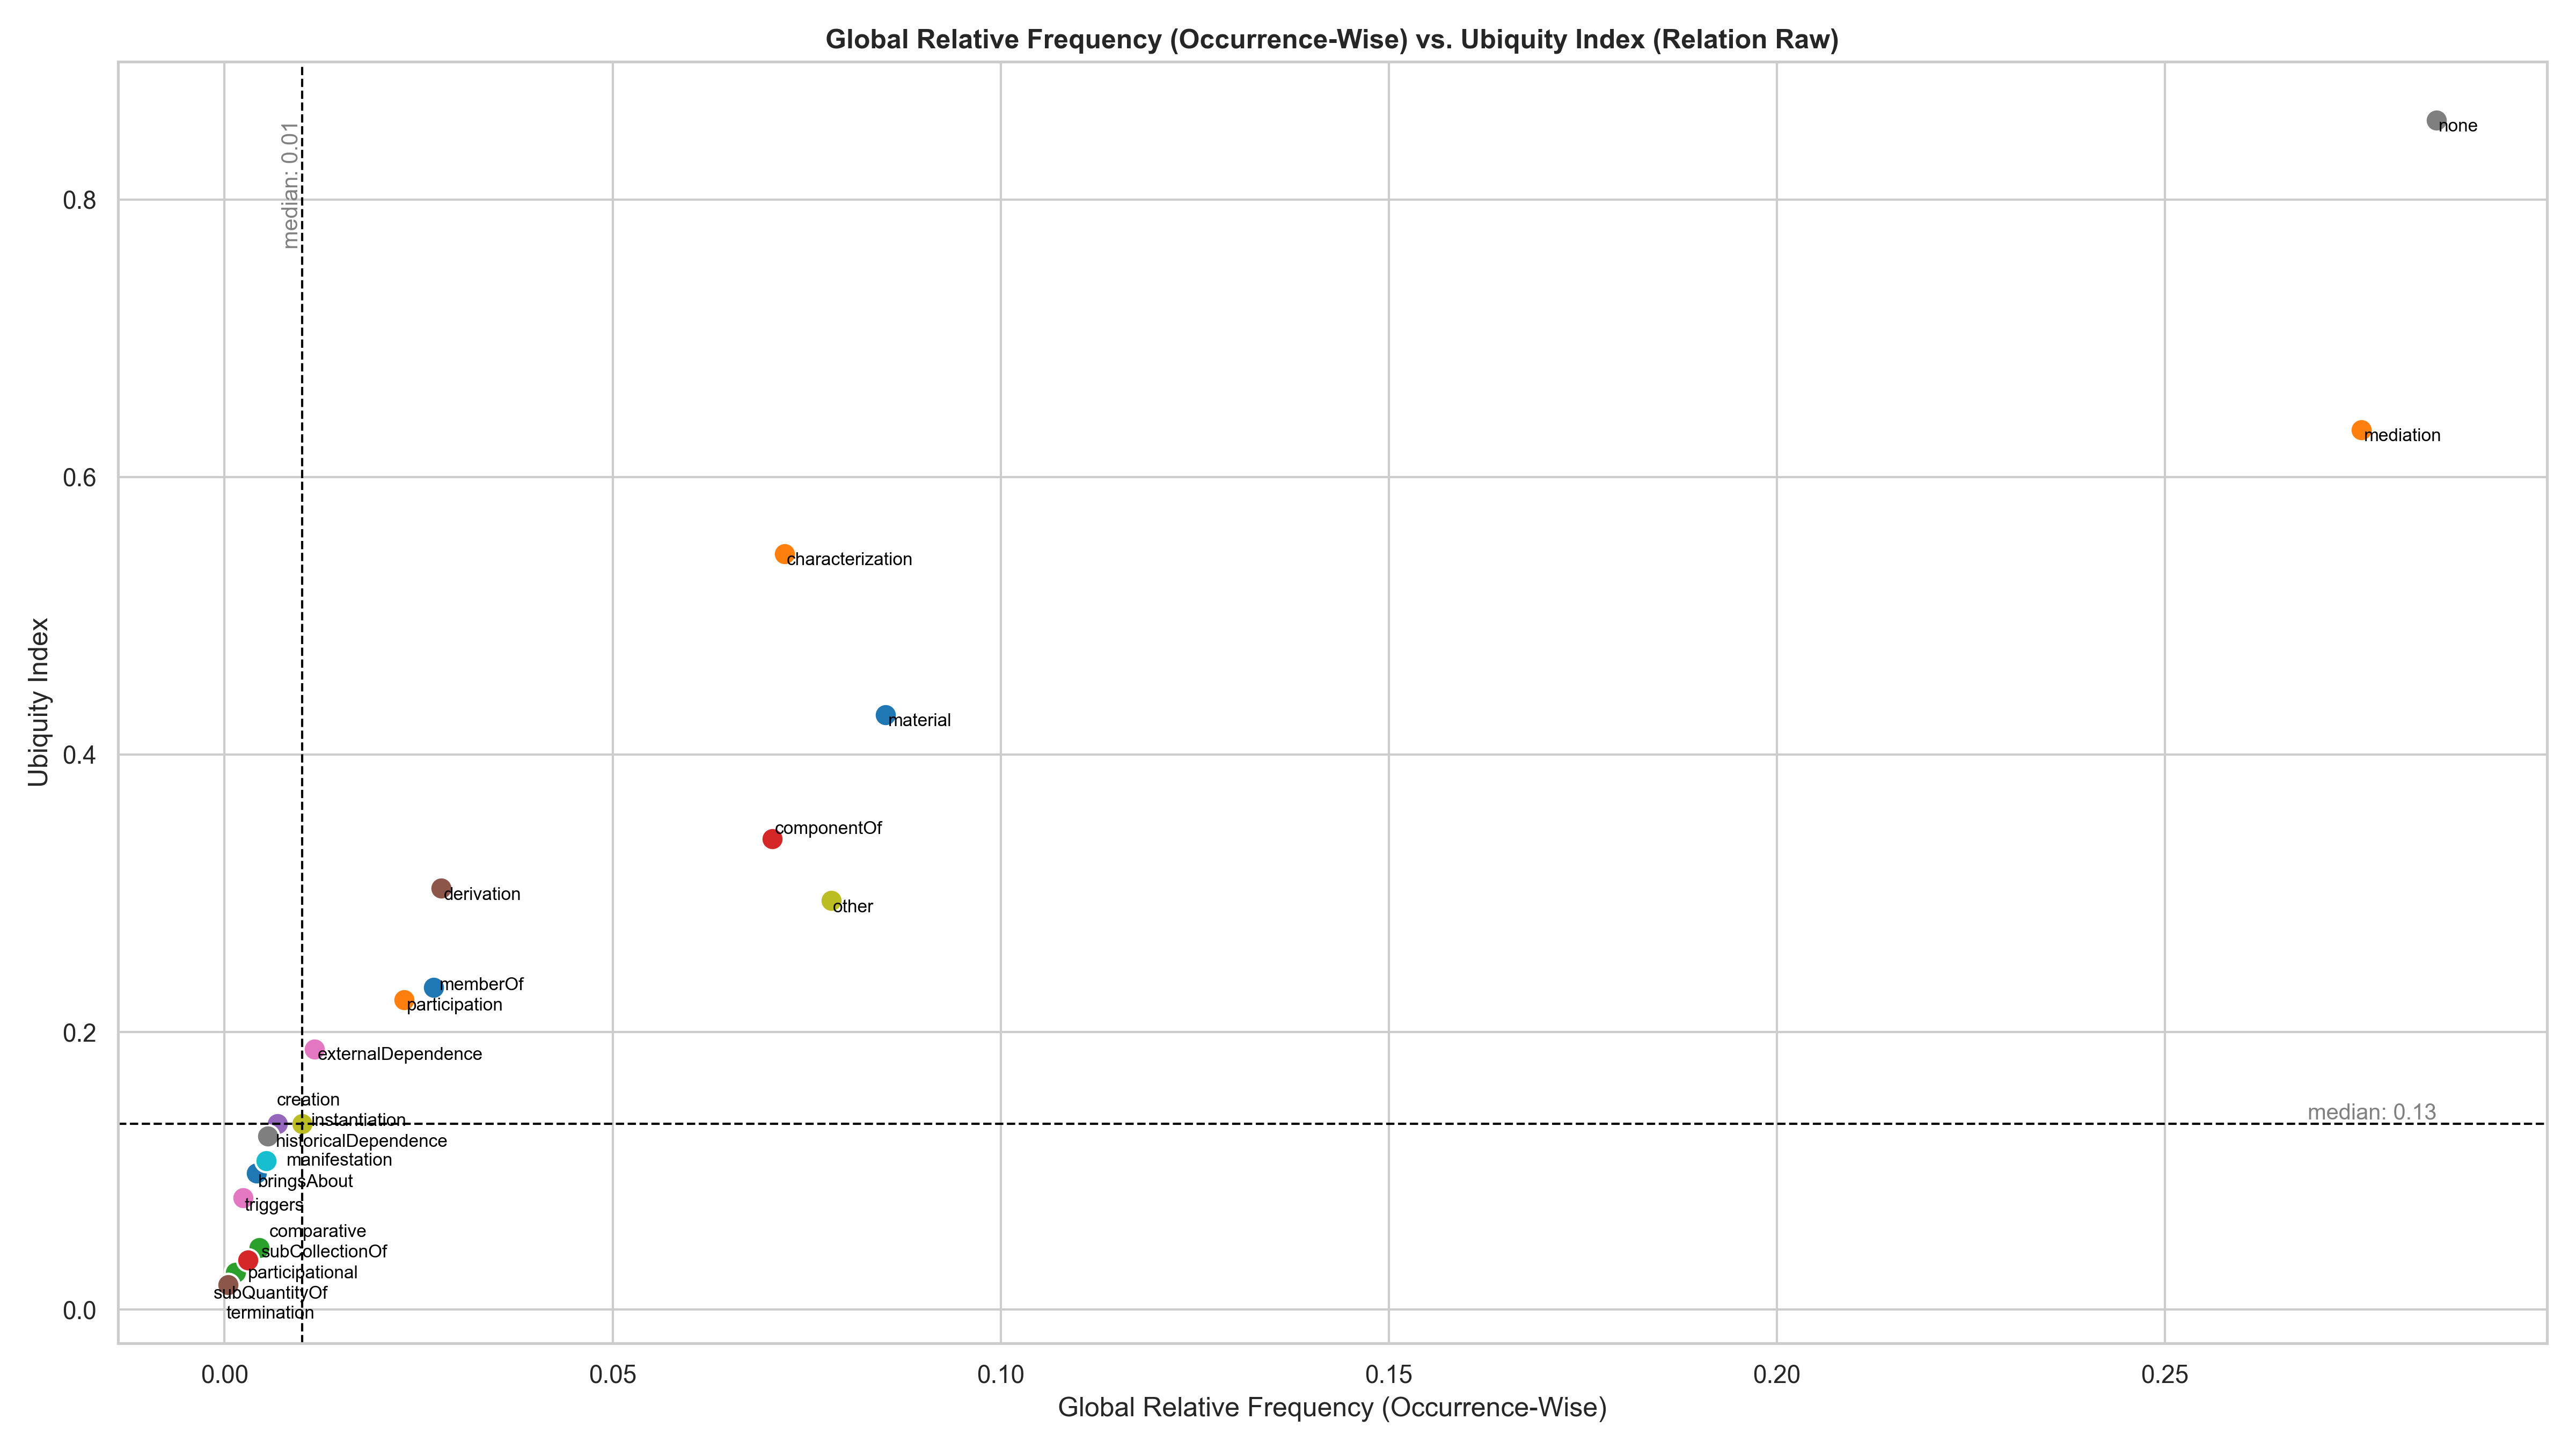 Global Relative Frequency (Occurrence-Wise) vs. Ubiquity Index (Relation Raw)
median: 0.01
none
0.8
mediation
0.6
characterization
Ubiquity Index
material
0.4
componentOf
derivation
other
memberOf
participation
0.2
externalDependence
creation
median: 0.13
instantiation
historicalDependence
manifestation
bringsAbout
triggers
comparative
subCollectionOf
participational
subQuantityOf
0.0
termination
0.00
0.05
0.10
0.15
0.20
0.25
Global Relative Frequency (Occurrence-Wise)